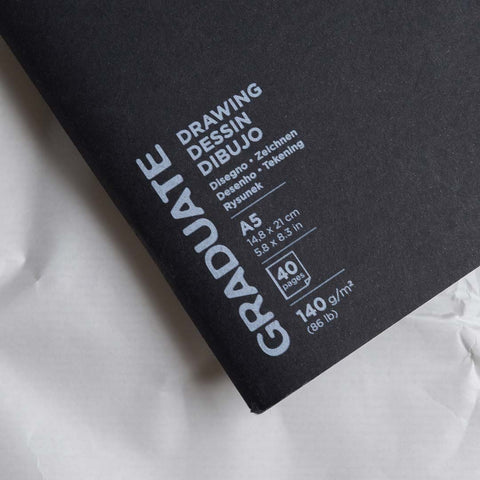 GRADUATE
DRAWING
DESSIN
DIBUJO
Disegno • Zeichnen
Desenho • Tekening
Rysunek
A5
14,8 x 21 cm
5.8 x 8.3 in
40
pages
140 g/m²
(86 lb)